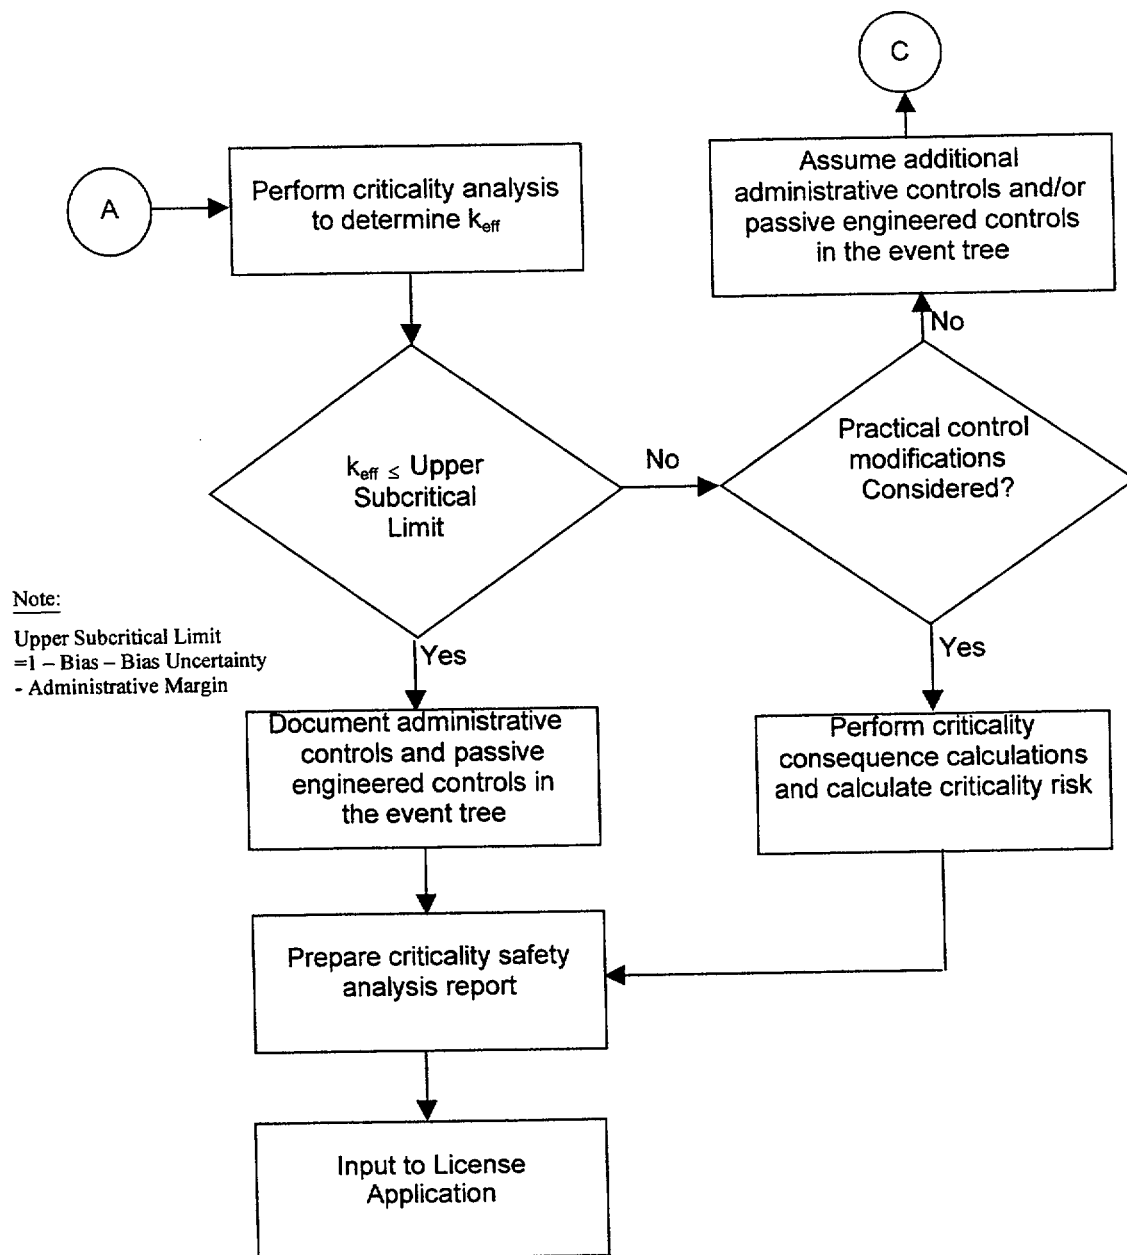 C
A
Perform criticality analysis
to determine keff
Assume additional
administrative controls and/or
passive engineered controls
in the event tree
No
keff ≤ Upper
Subcritical
Limit
No
Practical control
modifications
Considered?
Note:
Upper Subcritical Limit
=1 – Bias – Bias Uncertainty
- Administrative Margin
Yes
Yes
Document administrative
controls and passive
engineered controls in
the event tree
Perform criticality
consequence calculations
and calculate criticality risk
Prepare criticality safety
analysis report
Input to License
Application